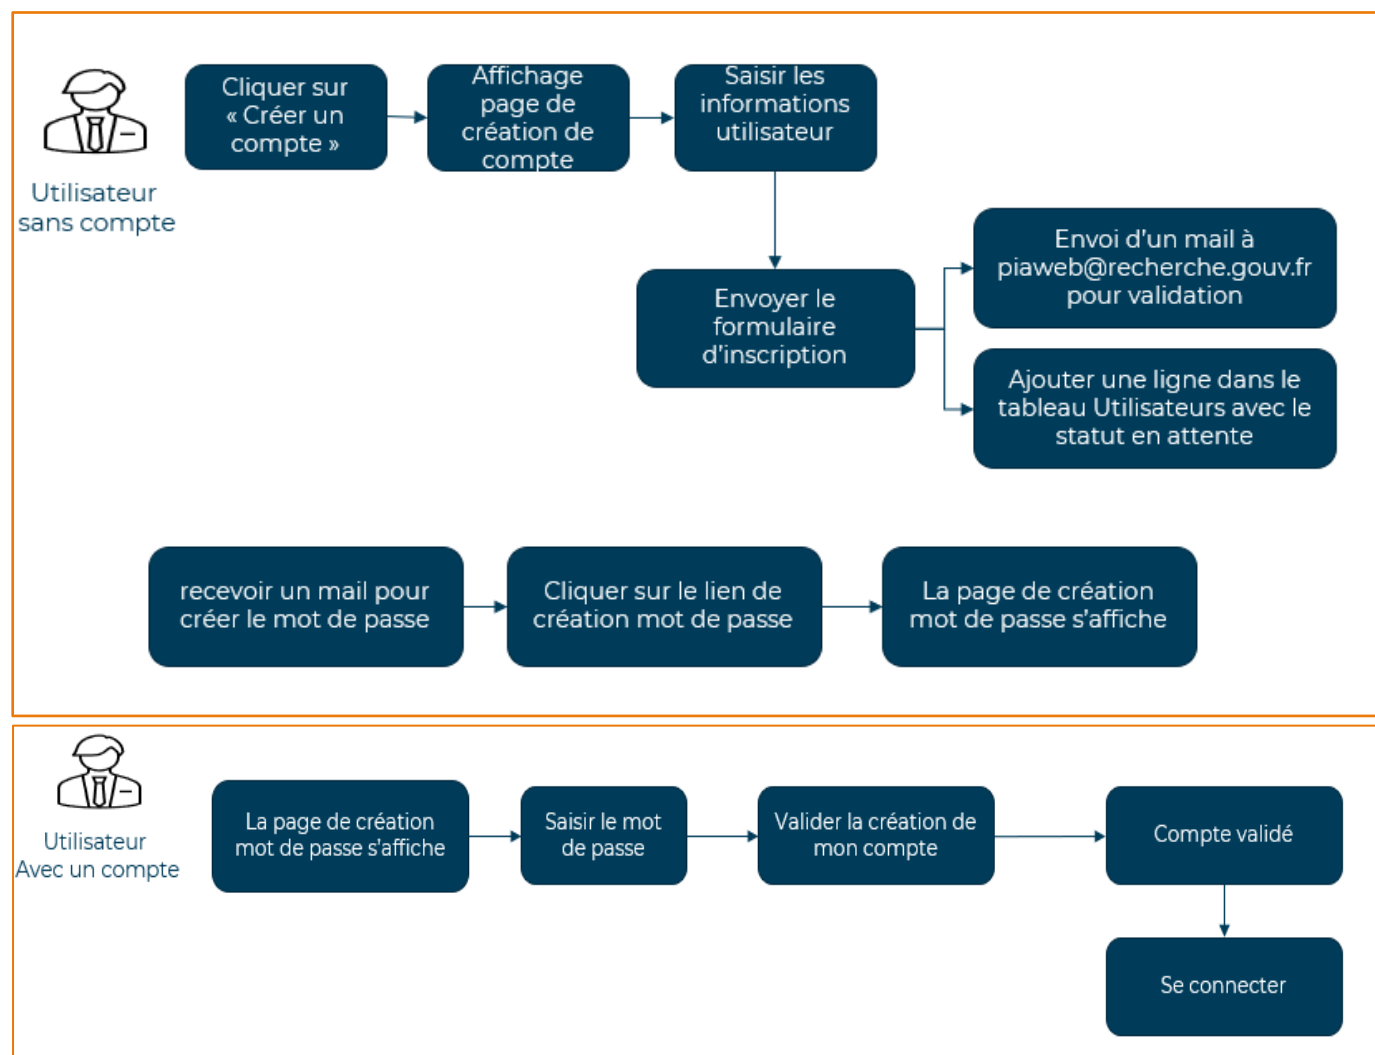 Utilisateur
sans compte
Cliquer sur
« Créer un
compte »
Affichage
page de
création de
compte
Saisir les
informations
utilisateur
Envoyer le
formulaire
d'inscription
Envoi d'un mail à
piaweb@recherche.gouv.fr
pour validation
Ajouter une ligne dans le
tableau Utilisateurs avec le
statut en attente
recevoir un mail pour
créer le mot de passe
Cliquer sur le lien de
création mot de passe
La page de création
mot de passe s'affiche
Utilisateur
Avec un compte
La page de création
mot de passe s'affiche
Saisir le mot
de passe
Valider la création de
mon compte
Compte validé
Se connecter